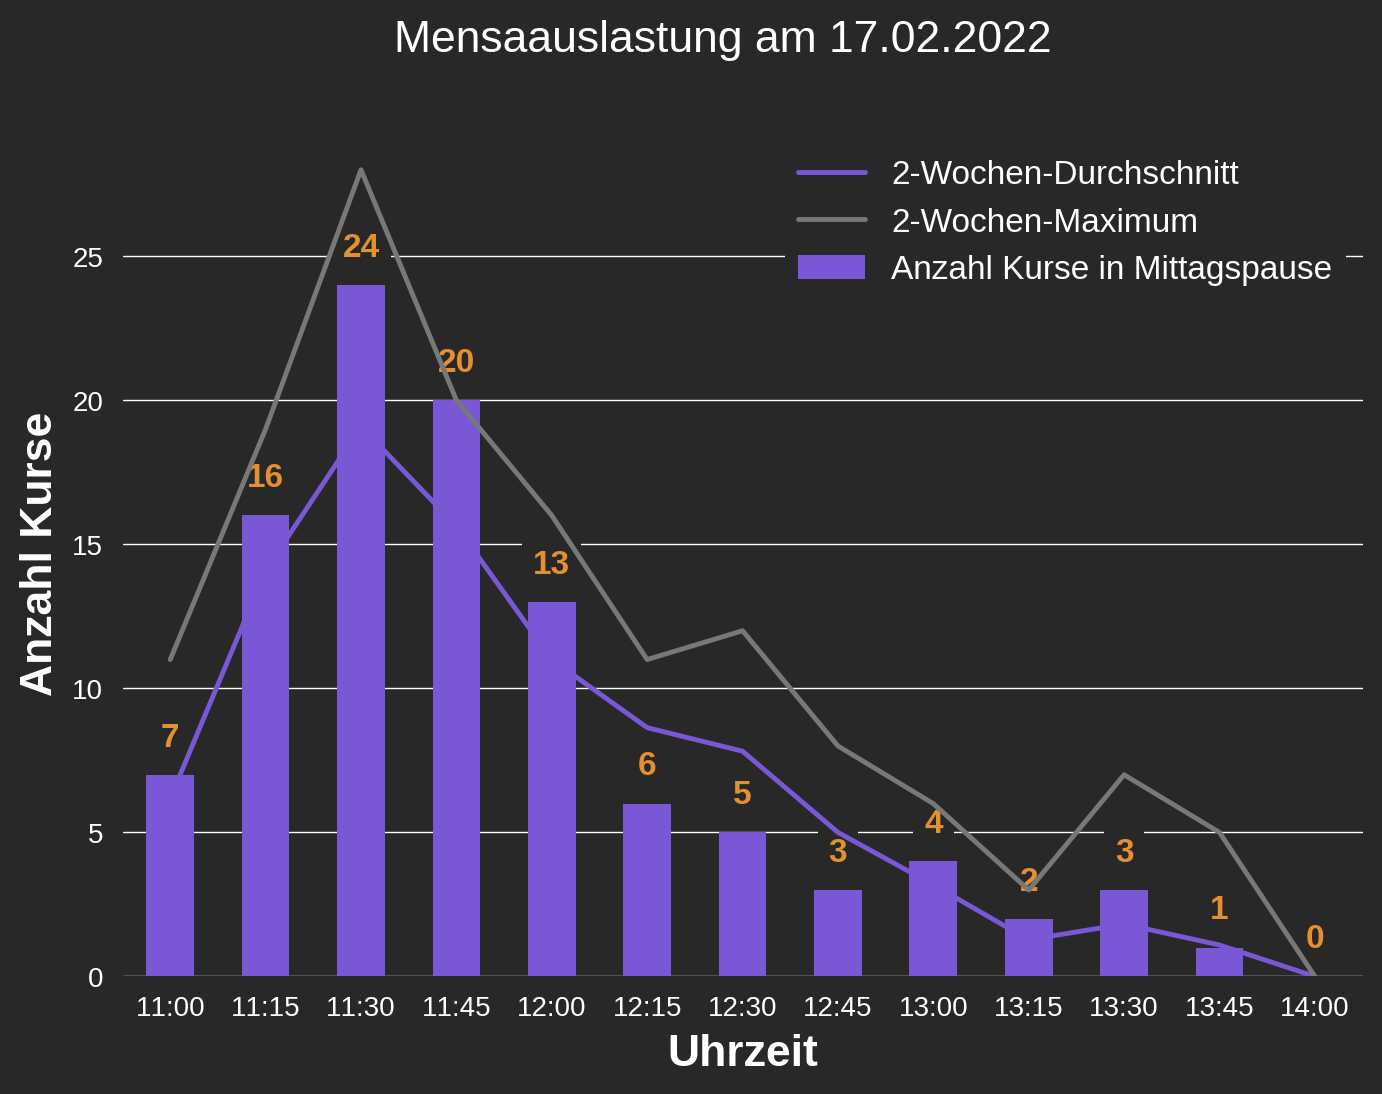 Mensaauslastung am 17.02.2022
2-Wochen-Durchschnitt
2-Wochen-Maximum
Anzahl Kurse in Mittagspause
Anzahl Kurse
25
20
15
10
5
0
7
16
24
20
13
6
5
3
4
2
3
1
0
11:00 11:15 11:30 11:45 12:00 12:15 12:30 12:45 13:00 13:15 13:30 13:45 14:00
Uhrzeit